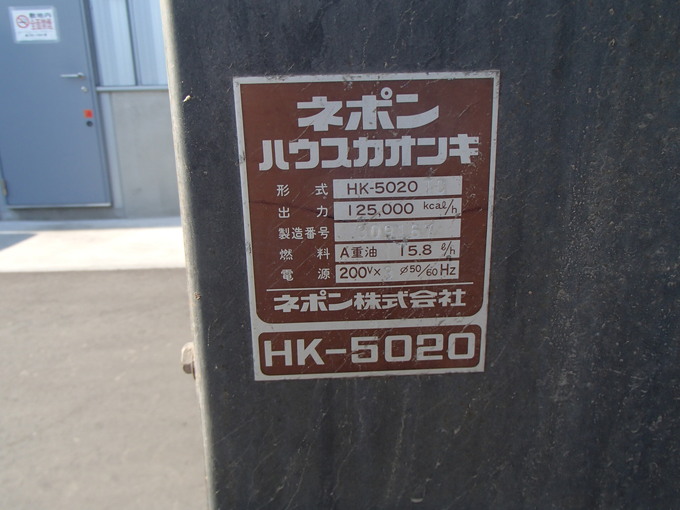 ネポン
ハウスカオンキ
形式 HK-5020
出力 125,000 kcal/h
製造番号
燃料 A重油 15.8 ℓ/h
電源 200V× ø50/60Hz
ネポン株式会社
HK-5020